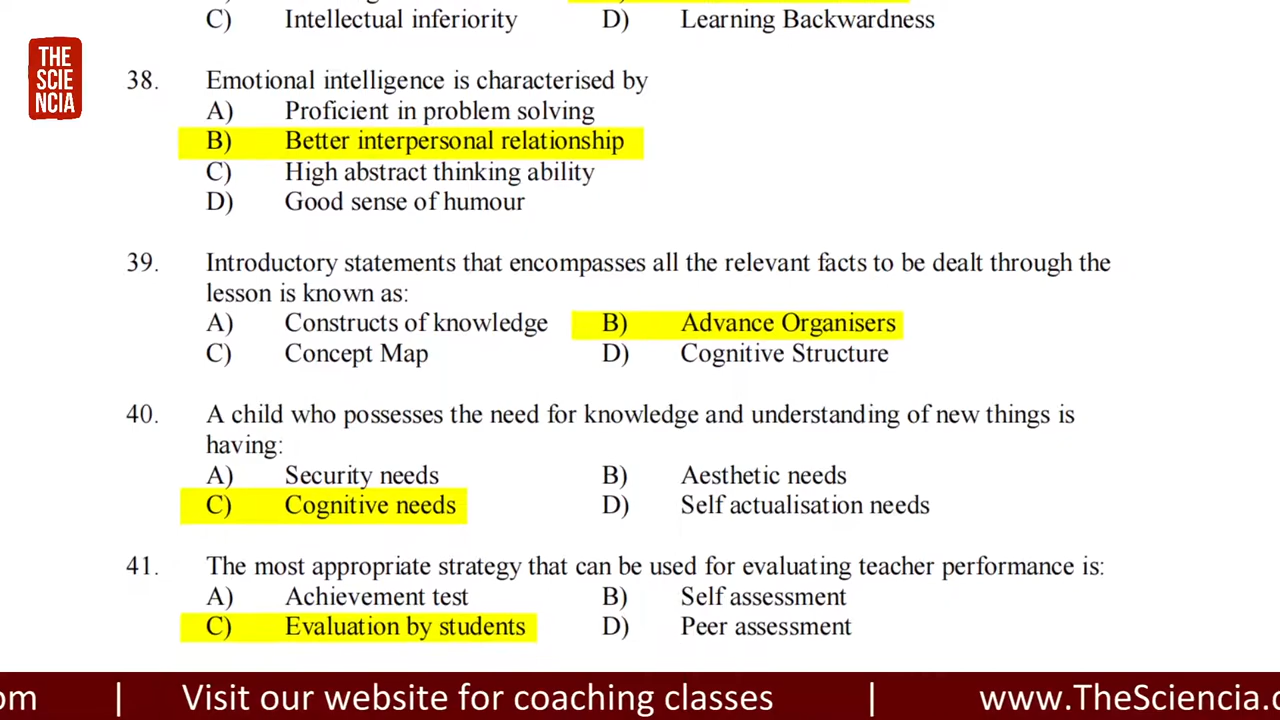 THE
SCIE
NCIA
C) Intellectual inferiority D) Learning Backwardness
38. Emotional intelligence is characterised by
A) Proficient in problem solving
B) Better interpersonal relationship
C) High abstract thinking ability
D) Good sense of humour
39. Introductory statements that encompasses all the relevant facts to be dealt through the
lesson is known as:
A) Constructs of knowledge B) Advance Organisers
C) Concept Map D) Cognitive Structure
40. A child who possesses the need for knowledge and understanding of new things is
having:
A) Security needs B) Aesthetic needs
C) Cognitive needs D) Self actualisation needs
41. The most appropriate strategy that can be used for evaluating teacher performance is:
A) Achievement test B) Self assessment
C) Evaluation by students D) Peer assessment
om | Visit our website for coaching classes | www.TheSciencia.c